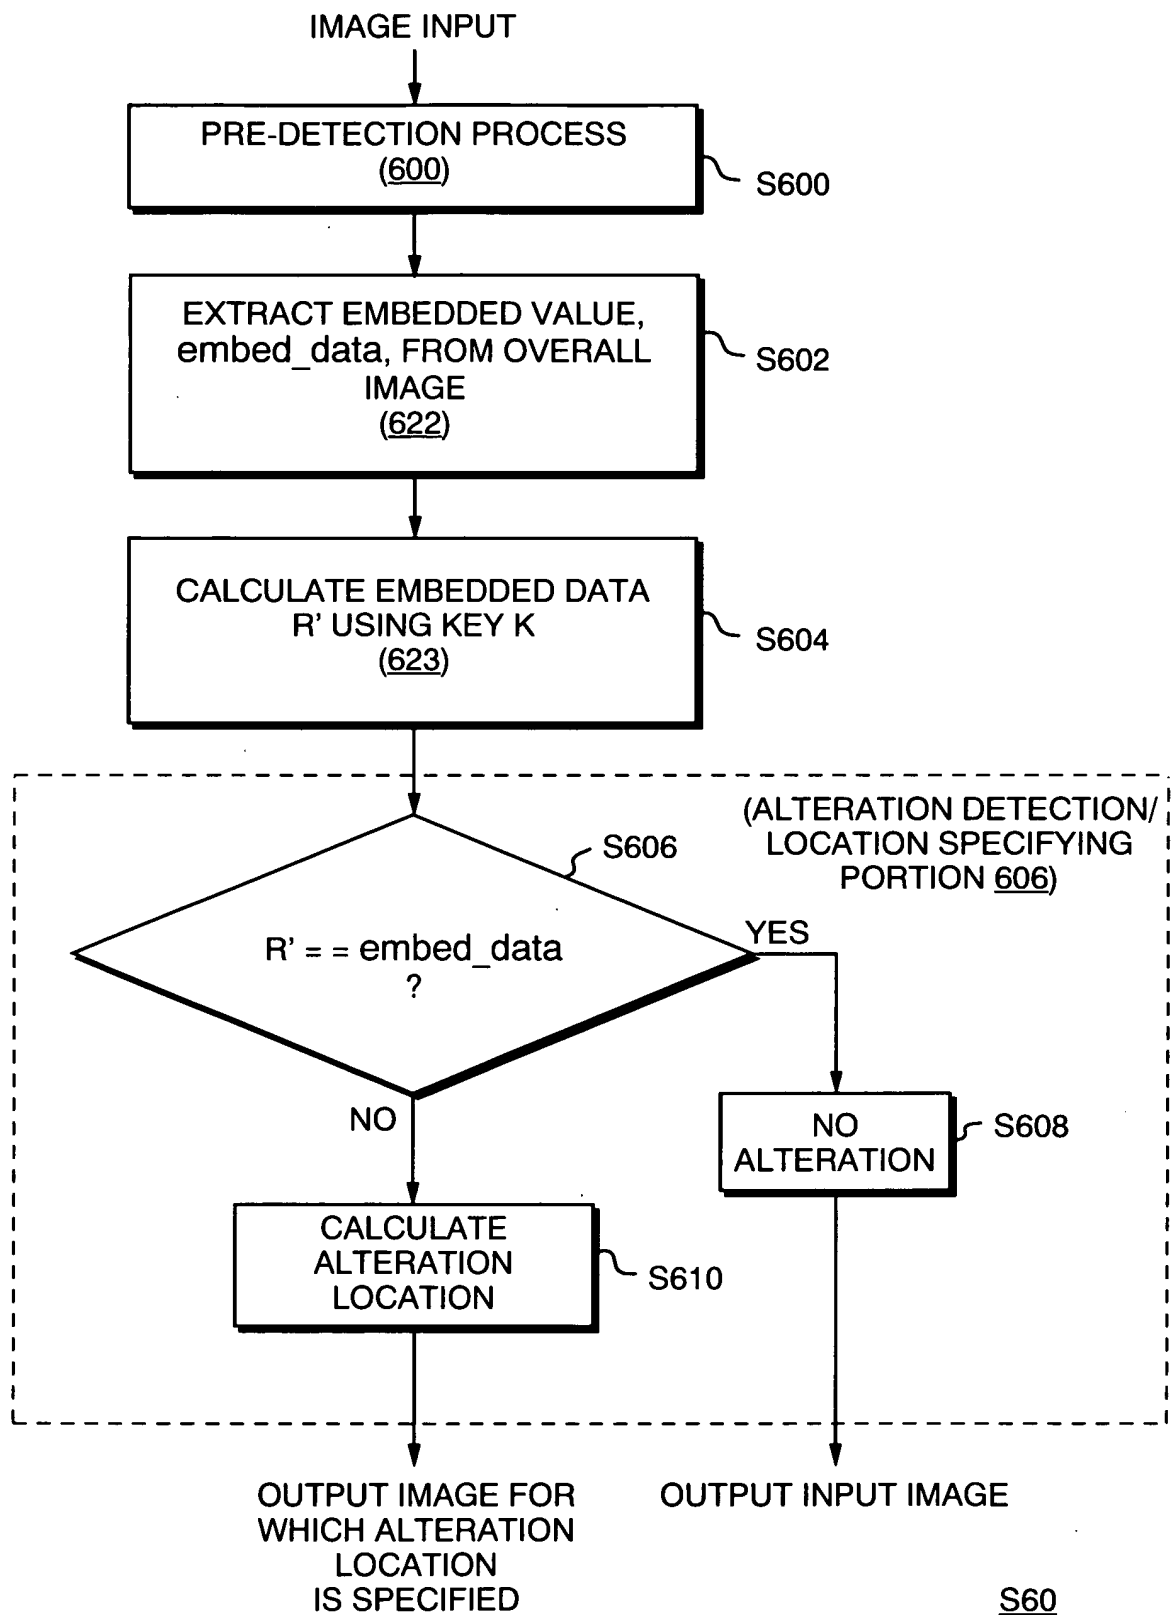 IMAGE INPUT
PRE-DETECTION PROCESS
(600)
S600
EXTRACT EMBEDDED VALUE,
embed_data, FROM OVERALL
IMAGE
(622)
S602
CALCULATE EMBEDDED DATA
R' USING KEY K
(623)
S604
(ALTERATION DETECTION/
LOCATION SPECIFYING
PORTION 606)
S606
R' = = embed_data
?
YES
NO
NO
ALTERATION
S608
CALCULATE
ALTERATION
LOCATION
S610
OUTPUT IMAGE FOR
WHICH ALTERATION
LOCATION
IS SPECIFIED
OUTPUT INPUT IMAGE
S60